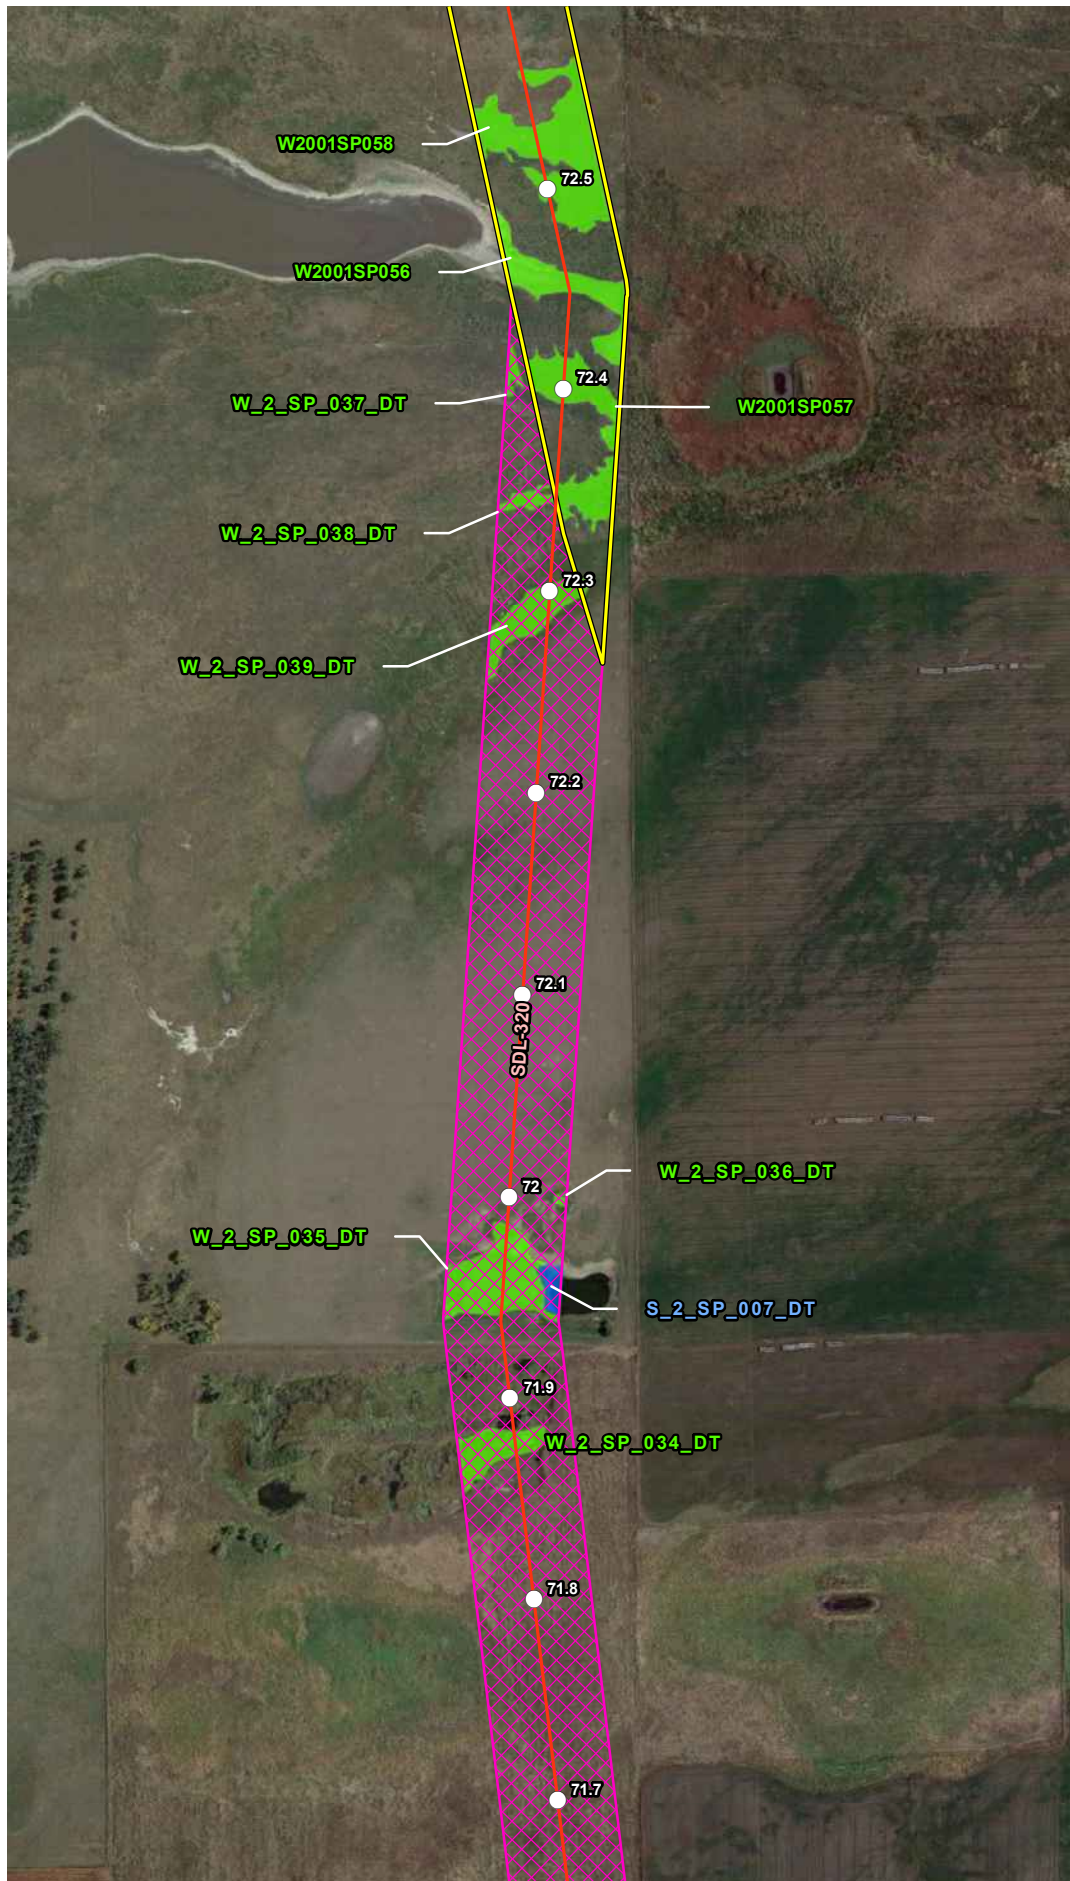 W2001SP058
72.5
W2001SP056
72.4
W_2_SP_037_DT
W2001SP057
W_2_SP_038_DT
72.3
W_2_SP_039_DT
72.2
72.1
SDL-320
W_2_SP_036_DT
72
W_2_SP_035_DT
S_2_SP_007_DT
71.9
W_2_SP_034_DT
71.8
71.7